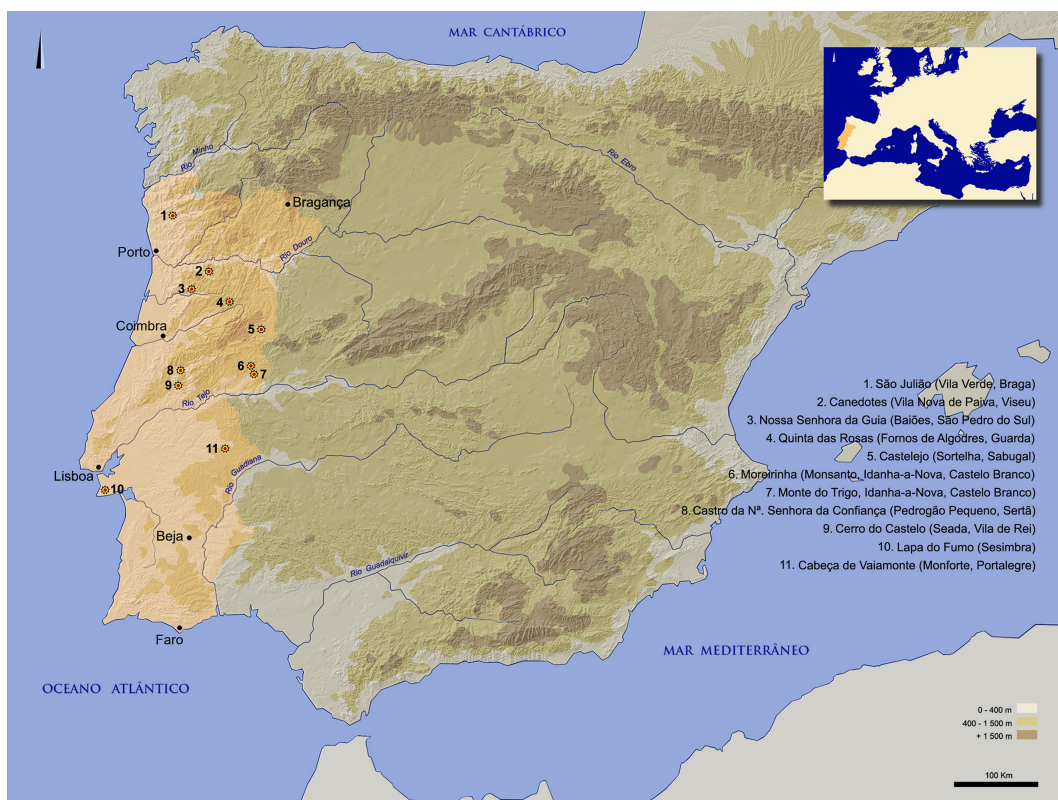 MAR CANTÁBRICO
Rio Minho
Rio Ebro
Bragança
1
Porto
Rio Douro
2
3
4
Coimbra
5
6
7
8
9
Rio Tejo
11
Rio Guadiana
Lisboa
10
Beja
Rio Guadalquivir
Faro
1. São Julião (Vila Verde, Braga)
2. Canedotes (Vila Nova de Paiva, Viseu)
3. Nossa Senhora da Guia (Baiões, São Pedro do Sul)
4. Quinta das Rosas (Fornos de Algodres, Guarda)
5. Castelejo (Sortelha, Sabugal)
6. Moreirinha (Monsanto, Idanha-a-Nova, Castelo Branco)
7. Monte do Trigo, Idanha-a-Nova, Castelo Branco)
8. Castro da Nª. Senhora da Confiança (Pedrogão Pequeno, Sertã)
9. Cerro do Castelo (Seada, Vila de Rei)
10. Lapa do Fumo (Sesimbra)
11. Cabeça de Vaiamonte (Monforte, Portalegre)
MAR MEDITERRÂNEO
OCEANO ATLÂNTICO
0 - 400 m
400 - 1 500 m
+ 1 500 m
100 Km